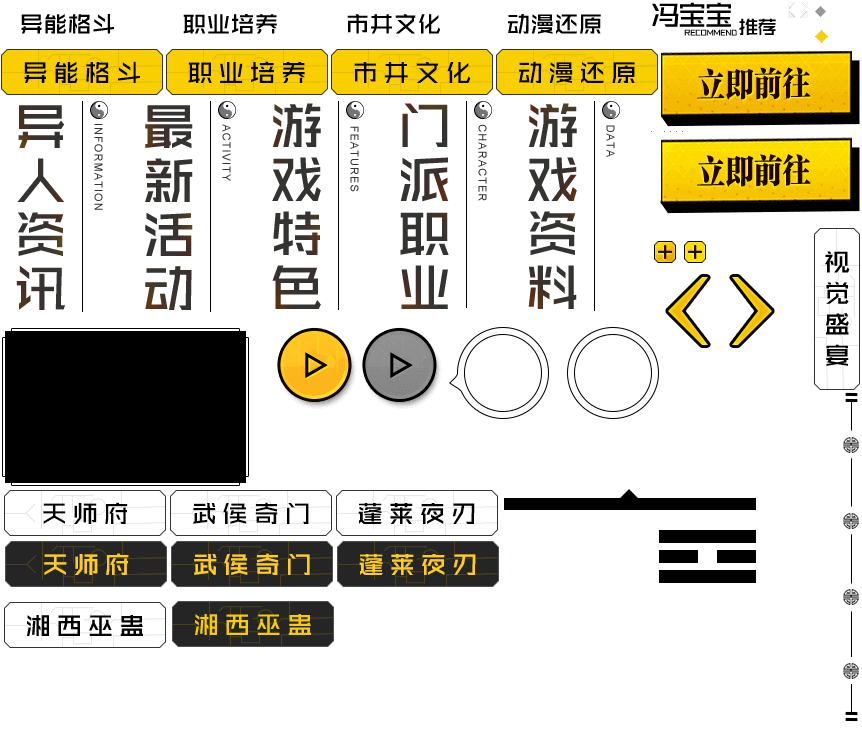 异能格斗
职业培养
市井文化
动漫还原
冯宝宝
RECOMMEND
推荐
异能格斗
职业培养
市井文化
动漫还原
立即前往
立即前往
异人资讯
INFORMATION
最新活动
ACTIVITY
游戏特色
FEATURES
门派职业
CHARACTER
游戏资料
DATA
视觉盛宴
天师府
武侯奇门
蓬莱夜刃
天师府
武侯奇门
蓬莱夜刃
湘西巫蛊
湘西巫蛊